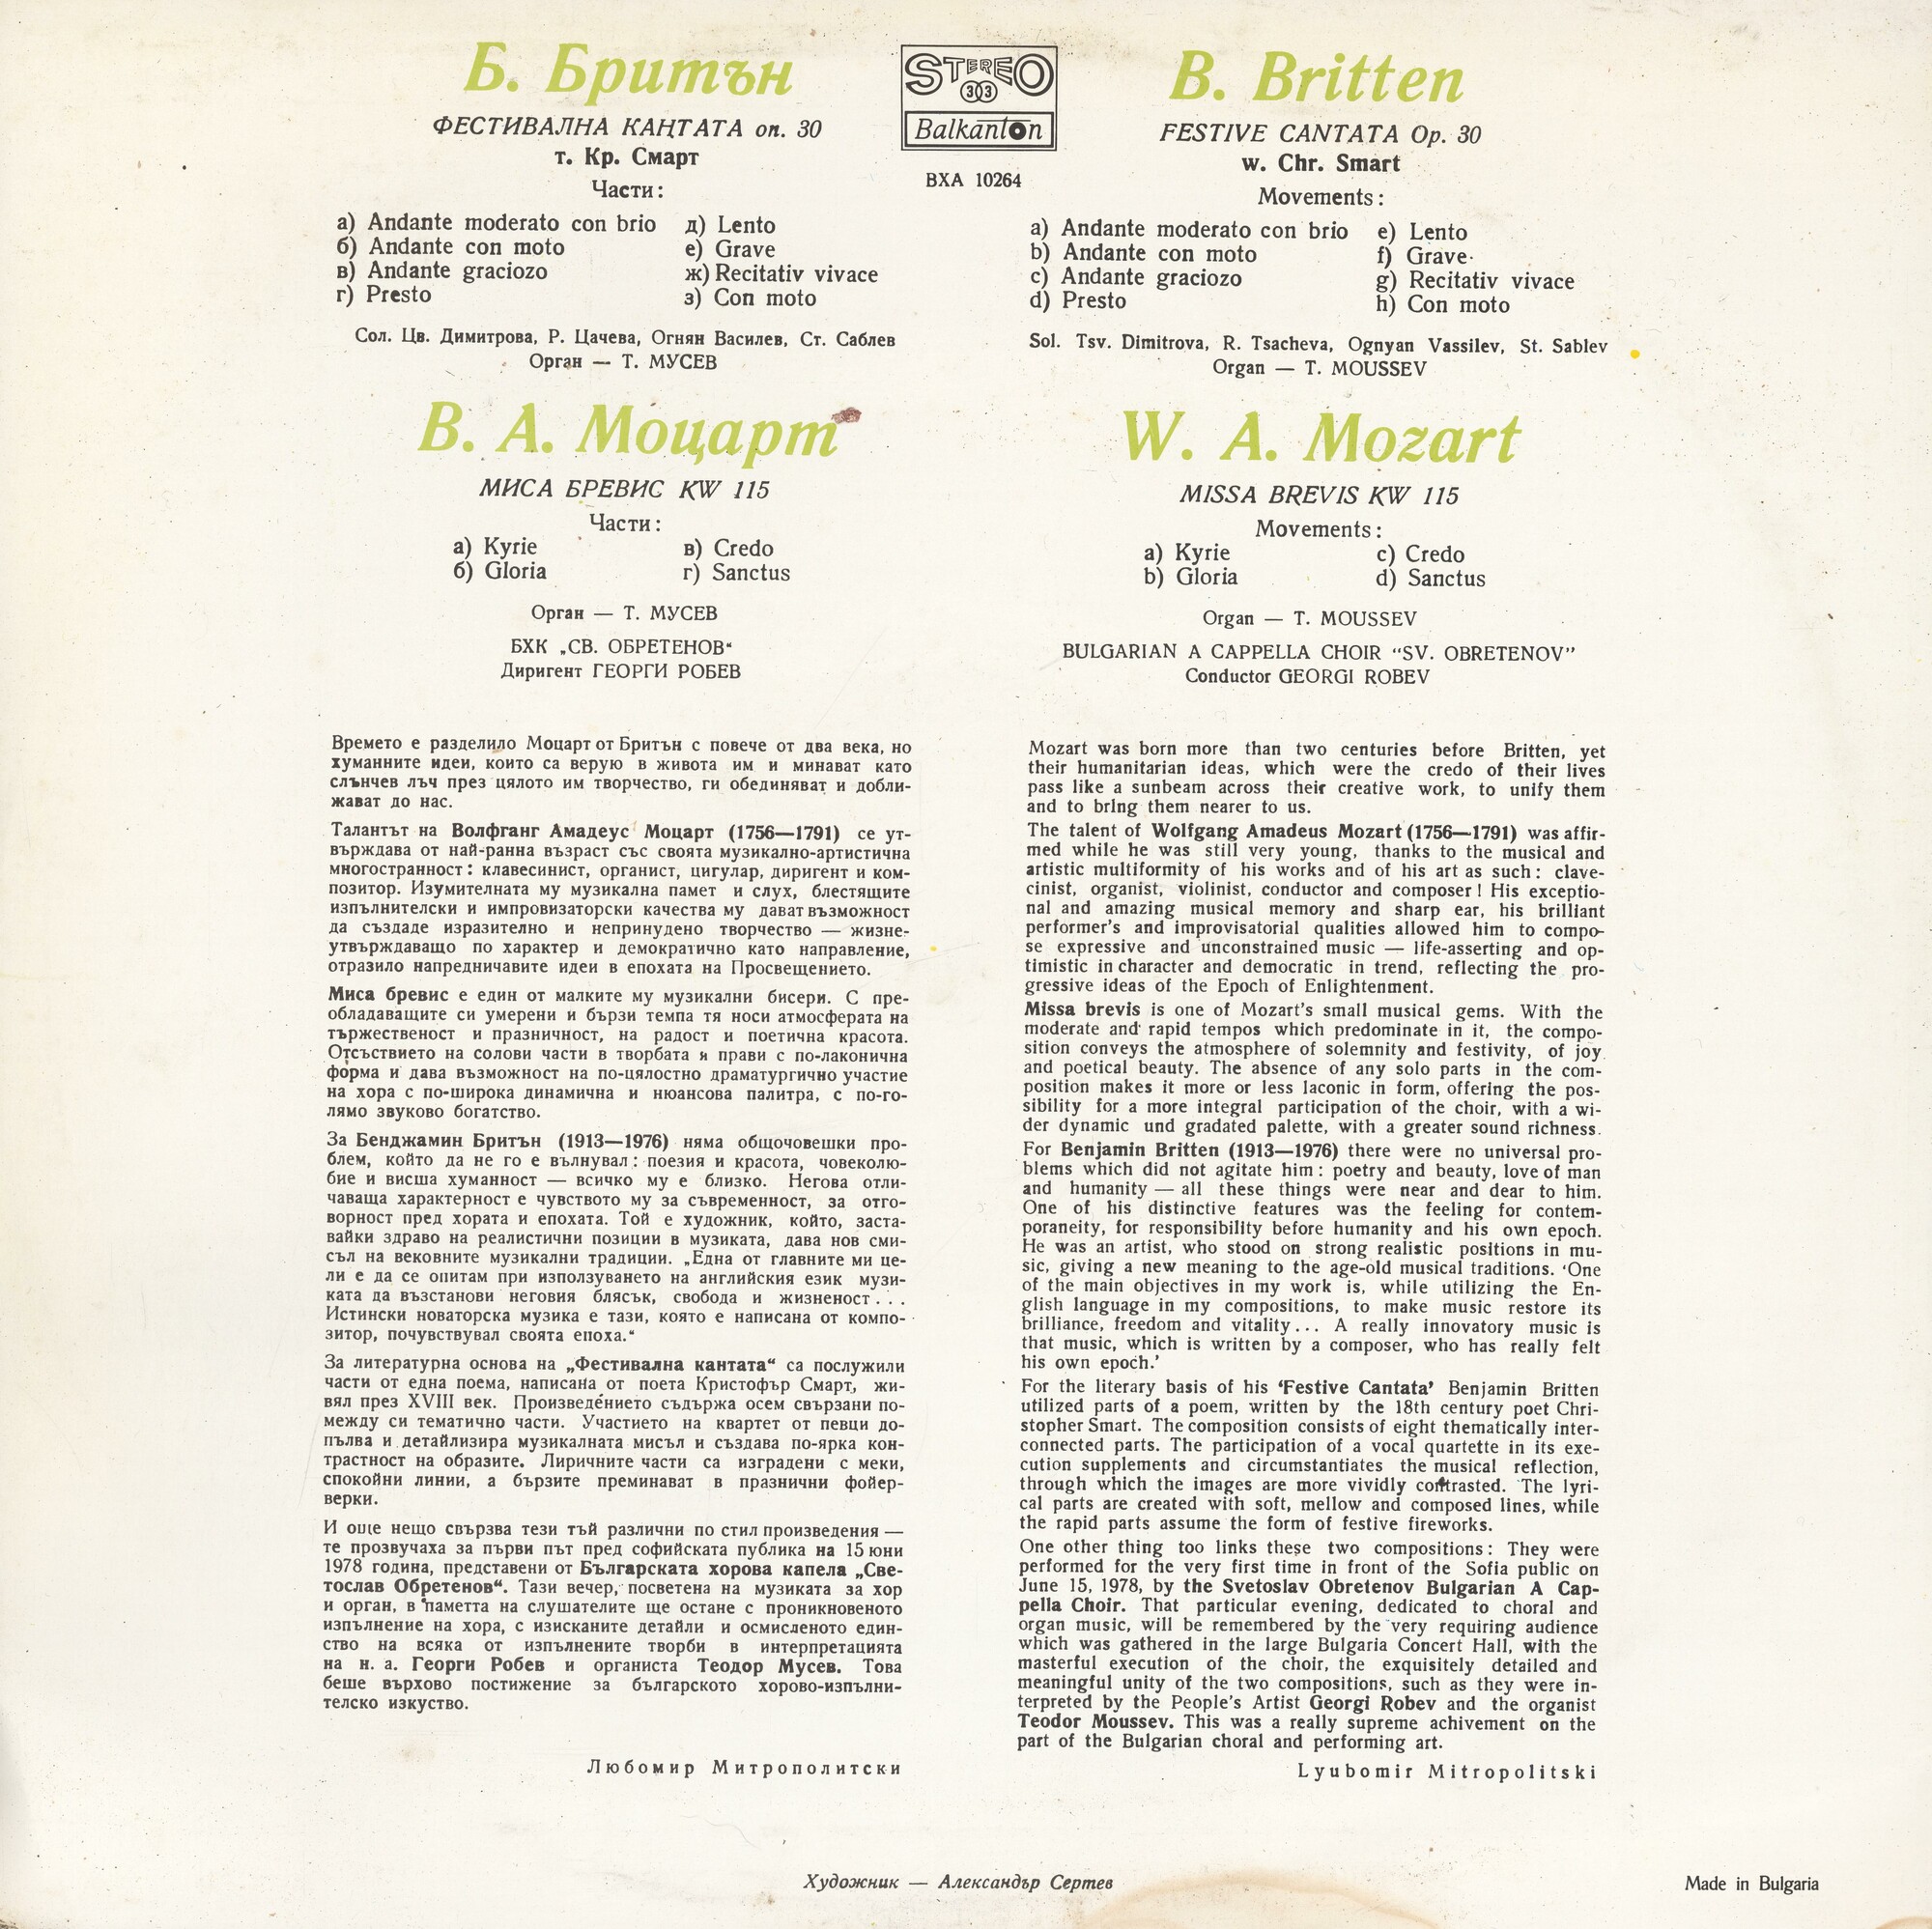 Б. Бритън
ФЕСТИВАЛНА КАНТАТА оп. 30
т. Кр. Смарт
Части:
а) Andante moderato con brio
б) Andante con moto
в) Andante graciozo
г) Presto
д) Lento
е) Grave
ж) Recitativ vivace
з) Con moto
Сол. Цв. Димитрова, Р. Цачева, Огнян Василев, Ст. Саблев
Орган — Т. МУСЕВ
В. А. Моцарт
МИСА БРЕВИС KW 115
Части:
а) Kyrie
б) Gloria
в) Credo
г) Sanctus
Орган — Т. МУСЕВ
БХК „СВ. ОБРЕТЕНОВ“
Диригент ГЕОРГИ РОБЕВ
Времето е разделило Моцарт от Бритън с повече от два века, но
хуманните идеи, които са верую в живота им и минават като
слънчев лъч през цялото им творчество, ги обединяват и добли-
жават до нас.
Талантът на Волфганг Амадеус Моцарт (1756—1791) се ут-
върждава от най-ранна възраст със своята музикално-артистична
многостранност: клавесинист, органист, цигулар, диригент и ком-
позитор. Изумителната му музикална памет и слух, блестящите
изпълнителски и импровизаторски качества му дават възможност
да създаде изразително и непринудено творчество — жизне-
утвърждаващо по характер и демократично като направление,
отразило напредничавите идеи в епохата на Просвещението.
Миса бревис е един от малките му музикални бисери. С пре-
обладаващите си умерени и бързи темпа тя носи атмосферата на
тържественост и празничност, на радост и поетична красота.
Отсъствието на солови части в творбата я прави с по-лаконична
форма и дава възможност на по-цялостно драматургично участие
на хора с по-широка динамична и нюансова палитра, с по-го-
лямо звуково богатство.
За Бенджамин Бритън (1913—1976) няма общочовешки про-
блем, който да не го е вълнувал: поезия и красота, човеколю-
бие и висша хуманност — всичко му е близко. Негова отли-
чаваща характерност е чувството му за съвременност, за отго-
ворност пред хората и епохата. Той е художник, който, заста-
вайки здраво на реалистични позиции в музиката, дава нов сми-
съл на вековните музикални традиции. „Една от главните ми це-
ли е да се опитам при използуването на английския език музи-
ката да възстанови неговия блясък, свобода и жизненост...
Истински новаторска музика е тази, която е написана от компо-
зитор, почувствувал своята епоха.“
За литературна основа на „Фестивална кантата“ са послужили
части от една поема, написана от поета Кристофър Смарт, жи-
вял през XVIII век. Произведението съдържа осем свързани по-
между си тематично части. Участието на квартет от певци до-
пълва и детайлизира музикалната мисъл и създава по-ярка кон-
трастност на образите. Лиричните части са изградени с меки,
спокойни линии, а бързите преминават в празнични фойер-
верки.
И още нещо свързва тези тъй различни по стил произведения —
те прозвучаха за първи път пред софийската публика на 15 юни
1978 година, представени от Българската хорова капела „Све-
тослав Обретенов“. Тази вечер, посветена на музиката за хор
и орган, в паметта на слушателите ще остане с проникновеното
изпълнение на хора, с изисканите детайли и осмисленото един-
ство на всяка от изпълнените творби в интерпретацията
на н. а. Георги Робев и органиста Теодор Мусев. Това
беше върхово постижение за българското хорово-изпълни-
телско изкуство.
Любомир Митрополитски
STEREO
33
Balkanton
ВХА 10264
B. Britten
FESTIVE CANTATA Op. 30
w. Chr. Smart
Movements:
a) Andante moderato con brio
b) Andante con moto
c) Andante graciozo
d) Presto
e) Lento
f) Grave
g) Recitativ vivace
h) Con moto
Sol. Tsv. Dimitrova, R. Tsacheva, Ognyan Vassilev, St. Sablev
Organ — T. MOUSSEV
W. A. Mozart
MISSA BREVIS KW 115
Movements:
a) Kyrie
b) Gloria
c) Credo
d) Sanctus
Organ — T. MOUSSEV
BULGARIAN A CAPPELLA CHOIR “SV. OBRETENOV”
Conductor GEORGI ROBEV
Mozart was born more than two centuries before Britten, yet
their humanitarian ideas, which were the credo of their lives
pass like a sunbeam across their creative work, to unify them
and to bring them nearer to us.
The talent of Wolfgang Amadeus Mozart (1756—1791) was affir-
med while he was still very young, thanks to the musical and
artistic multiformity of his works and of his art as such: clave-
cinist, organist, violinist, conductor and composer! His exceptio-
nal and amazing musical memory and sharp ear, his brilliant
performer's and improvisatorial qualities allowed him to compo-
se expressive and unconstrained music — life-asserting and op-
timistic in character and democratic in trend, reflecting the pro-
gressive ideas of the Epoch of Enlightenment.
Missa brevis is one of Mozart's small musical gems. With the
moderate and rapid tempos which predominate in it, the compo-
sition conveys the atmosphere of solemnity and festivity, of joy
and poetical beauty. The absence of any solo parts in the com-
position makes it more or less laconic in form, offering the pos-
sibility for a more integral participation of the choir, with a wi-
der dynamic und gradated palette, with a greater sound richness.
For Benjamin Britten (1913—1976) there were no universal pro-
blems which did not agitate him: poetry and beauty, love of man
and humanity — all these things were near and dear to him.
One of his distinctive features was the feeling for contem-
poraneity, for responsibility before humanity and his own epoch.
He was an artist, who stood on strong realistic positions in mu-
sic, giving a new meaning to the age-old musical traditions. ‘One
of the main objectives in my work is, while utilizing the En-
glish language in my compositions, to make music restore its
brilliance, freedom and vitality... A really innovatory music is
that music, which is written by a composer, who has really felt
his own epoch.’
For the literary basis of his ‘Festive Cantata’ Benjamin Britten
utilized parts of a poem, written by the 18th century poet Chri-
stopher Smart. The composition consists of eight thematically inter-
connected parts. The participation of a vocal quartette in its exe-
cution supplements and circumstantiates the musical reflection,
through which the images are more vividly contrasted. The lyri-
cal parts are created with soft, mellow and composed lines, while
the rapid parts assume the form of festive fireworks.
One other thing too links these two compositions: They were
performed for the very first time in front of the Sofia public on
June 15, 1978, by the Svetoslav Obretenov Bulgarian A Cap-
pella Choir. That particular evening, dedicated to choral and
organ music, will be remembered by the very requiring audience
which was gathered in the large Bulgaria Concert Hall, with the
masterful execution of the choir, the exquisitely detailed and
meaningful unity of the two compositions, such as they were in-
terpreted by the People's Artist Georgi Robev and the organist
Teodor Moussev. This was a really supreme achivement on the
part of the Bulgarian choral and performing art.
Lyubomir Mitropolitski
Художник — Александър Сертев
Made in Bulgaria